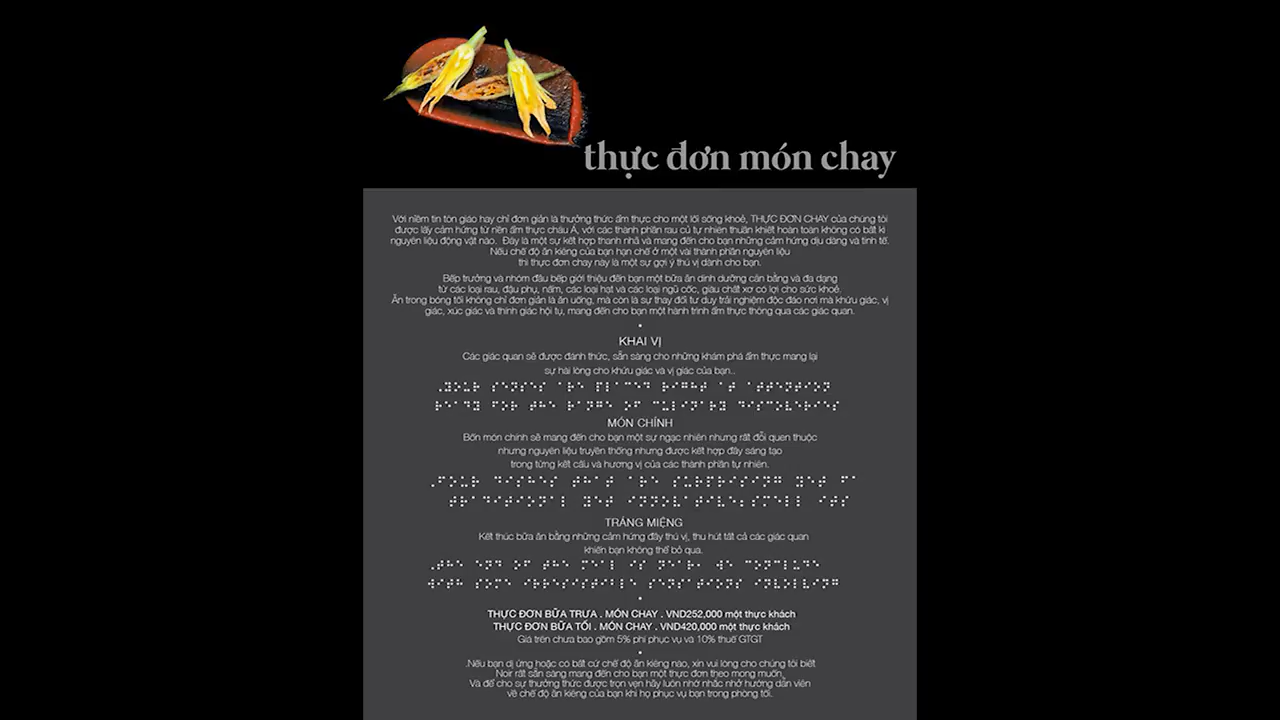 thực đơn món chay
Với niềm tin tôn giáo hay chỉ đơn giản là thưởng thức ẩm thực cho một lối sống khoẻ, THỰC ĐƠN CHAY của chúng tôi
được lấy cảm hứng từ nền ẩm thực châu Á, với các thành phần rau củ tự nhiên thuần khiết hoàn toàn không có bất kì
nguyên liệu động vật nào. Đây là một sự kết hợp thanh nhã và mang đến cho bạn những cảm hứng dịu dàng và tinh tế.
Nếu chế độ ăn kiêng của bạn hạn chế ở một vài thành phần nguyên liệu
thì thực đơn chay này là một sự gợi ý thú vị dành cho bạn.
Bếp trưởng và nhóm đầu bếp giới thiệu đến bạn một bữa ăn dinh dưỡng cân bằng và đa dạng
từ các loại rau, đậu phụ, nấm, các loại hạt và các loại ngũ cốc, giàu chất xơ có lợi cho sức khoẻ.
Ăn trong bóng tối không chỉ đơn giản là ăn uống, mà còn là sự thay đổi tư duy trải nghiệm độc đáo nơi mà khứu giác, vị
giác, xúc giác và thính giác hội tụ, mang đến cho bạn một hành trình ẩm thực thông qua các giác quan.
KHAI VỊ
Các giác quan sẽ được đánh thức, sẵn sàng cho những khám phá ẩm thực mang lại
sự hài lòng cho khứu giác và vị giác của bạn..
⠠⠽⠕⠥⠗ ⠎⠑⠝⠎⠑⠎ ⠁⠗⠑ ⠏⠇⠁⠉⠑⠙ ⠗⠊⠛⠓⠞ ⠁⠞ ⠁⠞⠞⠑⠝⠞⠊⠕⠝
⠗⠑⠁⠙⠽ ⠋⠕⠗ ⠞⠓⠑ ⠗⠁⠝⠛⠑ ⠕⠋ ⠉⠥⠇⠊⠝⠁⠗⠽ ⠙⠊⠎⠉⠕⠧⠑⠗⠊⠑⠎
MÓN CHÍNH
Bốn món chính sẽ mang đến cho bạn một sự ngạc nhiên nhưng rất đỗi quen thuộc
nhưng nguyên liệu truyền thống nhưng được kết hợp đầy sáng tạo
trong từng kết cấu và hương vị của các thành phần tự nhiên.
⠠⠋⠕⠥⠗ ⠙⠊⠎⠓⠑⠎ ⠞⠓⠁⠞ ⠁⠗⠑ ⠎⠥⠗⠏⠗⠊⠎⠊⠝⠛ ⠽⠑⠞ ⠋⠁
⠞⠗⠁⠙⠊⠞⠊⠕⠝⠁⠇ ⠽⠑⠞ ⠊⠝⠝⠕⠧⠁⠞⠊⠧⠑⠆⠎⠍⠑⠇⠇ ⠊⠞⠎
TRÁNG MIỆNG
Kết thúc bữa ăn bằng những cảm hứng đầy thú vị, thu hút tất cả các giác quan
khiến bạn không thể bỏ qua.
⠠⠞⠓⠑ ⠑⠝⠙ ⠕⠋ ⠞⠓⠑ ⠍⠑⠁⠇ ⠊⠎ ⠝⠑⠁⠗⠂ ⠺⠑ ⠉⠕⠝⠉⠇⠥⠙⠑
⠺⠊⠞⠓ ⠎⠕⠍⠑ ⠊⠗⠗⠑⠎⠊⠎⠞⠊⠃⠇⠑ ⠎⠑⠝⠎⠁⠞⠊⠕⠝⠎ ⠊⠝⠧⠕⠇⠧⠊⠝⠛
THỰC ĐƠN BỮA TRƯA . MÓN CHAY . VND252,000 một thực khách
THỰC ĐƠN BỮA TỐI . MÓN CHAY . VND420,000 một thực khách
Giá trên chưa bao gồm 5% phí phục vụ và 10% thuế GTGT
.Nếu bạn dị ứng hoặc có bất cứ chế độ ăn kiêng nào, xin vui lòng cho chúng tôi biết
Noir rất sẵn sàng mang đến cho bạn một thực đơn theo mong muốn,
Và để cho sự thưởng thức được trọn vẹn hãy luôn nhớ nhắc nhở hướng dẫn viên
về chế độ ăn kiêng của bạn khi họ phục vụ bạn trong phòng tối.